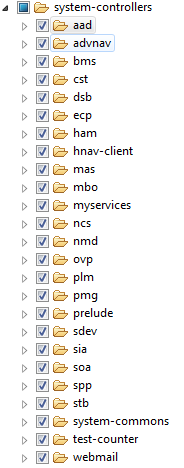 system-controllers
aad
advnav
bms
cst
dsb
ecp
ham
hnav-client
mas
mbo
myservices
ncs
nmd
ovp
plm
pmg
prelude
sdev
sia
soa
spp
stb
system-commons
test-counter
webmail